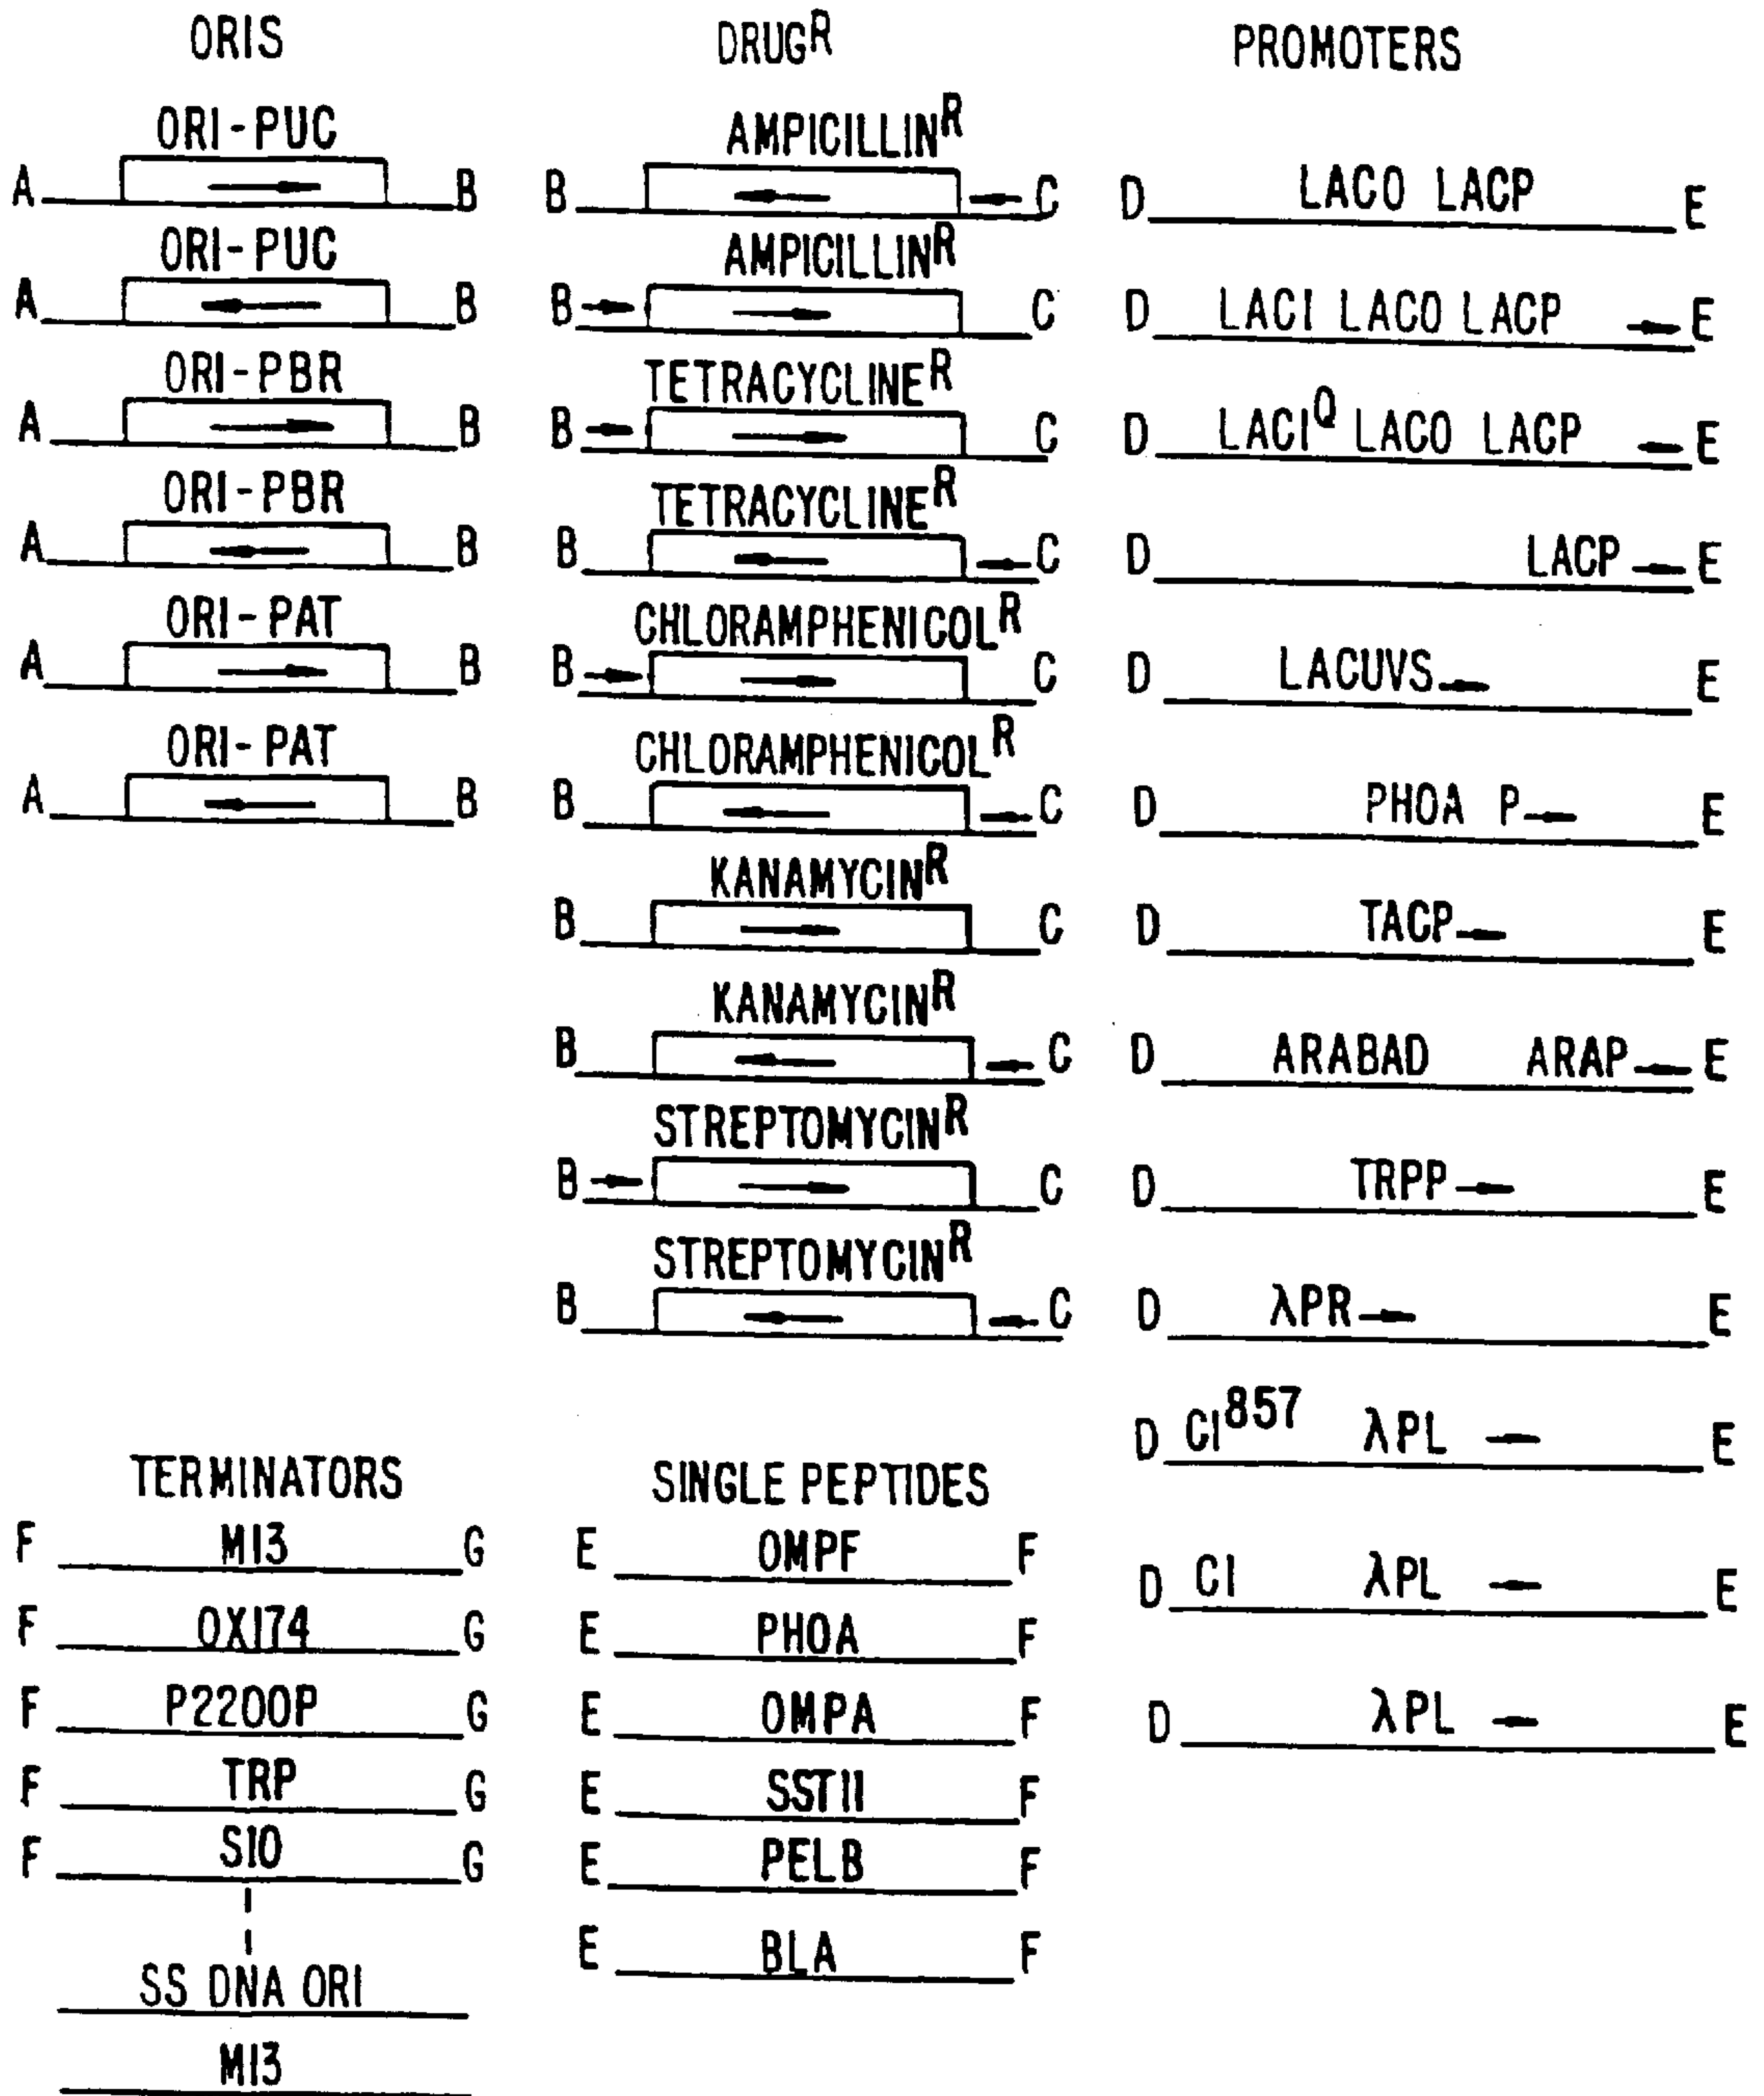 ORIS
ORI-PUC
A B
ORI-PUC
A B
ORI-PBR
A B
ORI-PBR
A B
ORI-PAT
A B
ORI-PAT
A B
DRUGᴿ
AMPICILLINᴿ
B C
AMPICILLINᴿ
B C
TETRACYCLINEᴿ
B C
TETRACYCLINEᴿ
B C
CHLORAMPHENICOLᴿ
B C
CHLORAMPHENICOLᴿ
B C
KANAMYCINᴿ
B C
KANAMYCINᴿ
B C
STREPTOMYCINᴿ
B C
STREPTOMYCINᴿ
B C
PROMOTERS
D LACO LACP E
D LACI LACO LACP E
D LACI^Q LACO LACP E
D LACP E
D LACUVS E
D PHOA P E
D TACP E
D ARABAD ARAP E
D TRPP E
D λPR E
D CI⁸⁵⁷ λPL E
D CI λPL E
D λPL E
TERMINATORS
F M13 G
F OX174 G
F P2200P G
F TRP G
F S10 G
SS DNA ORI
M13
SINGLE PEPTIDES
E OMPF F
E PHOA F
E OMPA F
E SSTII F
E PELB F
E BLA F